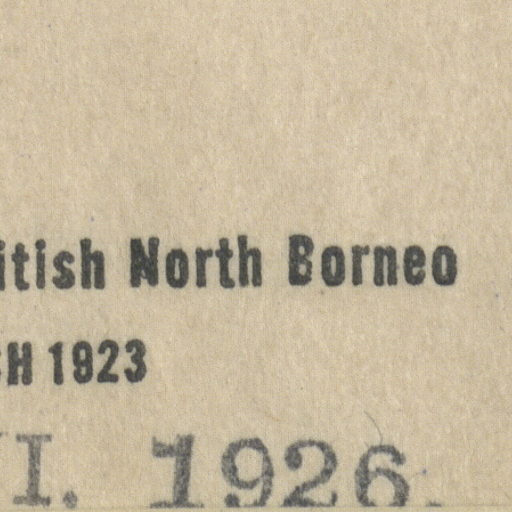 itish North Borneo
CH 1923
I. 1926.